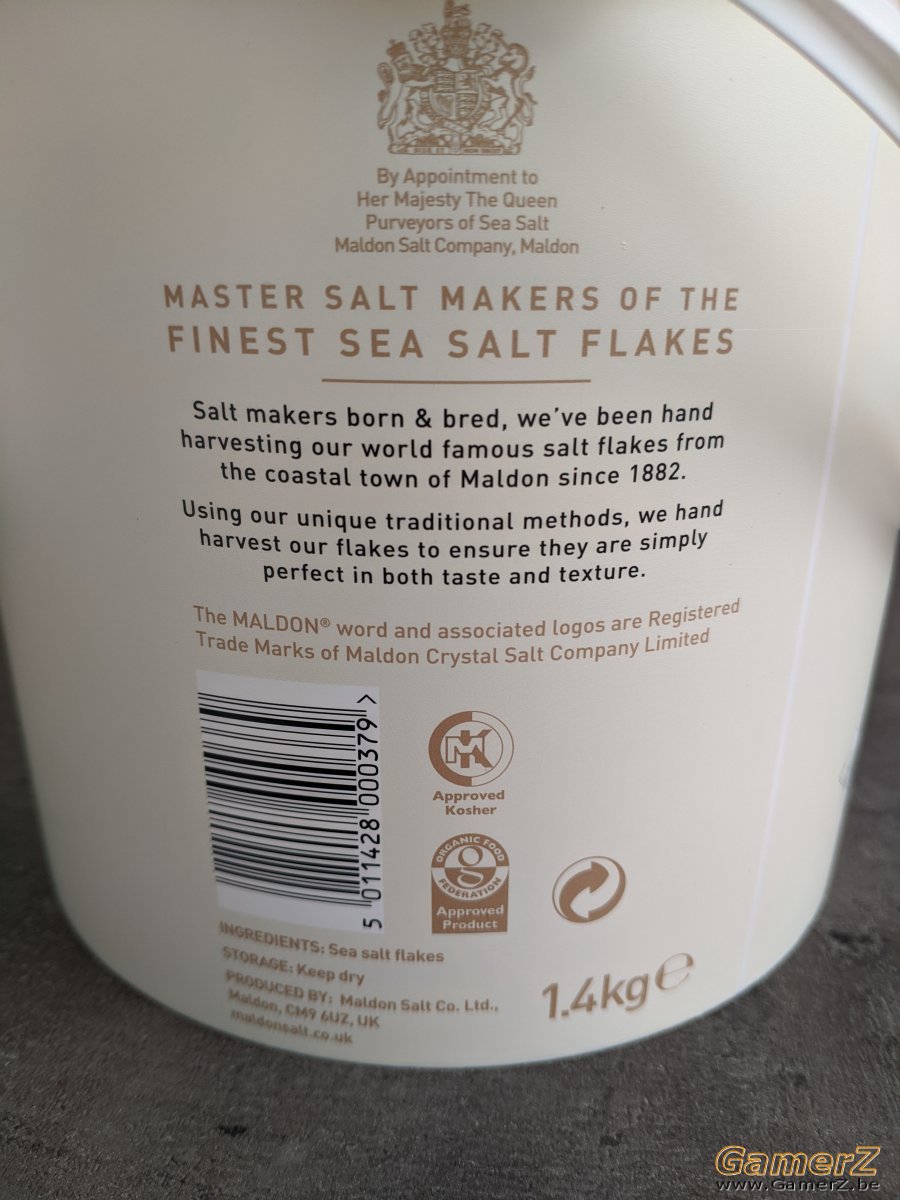 By Appointment to
Her Majesty The Queen
Purveyors of Sea Salt
Maldon Salt Company, Maldon
MASTER SALT MAKERS OF THE
FINEST SEA SALT FLAKES
Salt makers born & bred, we've been hand
harvesting our world famous salt flakes from
the coastal town of Maldon since 1882.
Using our unique traditional methods, we hand
harvest our flakes to ensure they are simply
perfect in both taste and texture.
The MALDON® word and associated logos are Registered
Trade Marks of Maldon Crystal Salt Company Limited
5 011428 000379 >
MK
Approved
Kosher
ORGANIC FOOD
FEDERATION
Approved
Product
INGREDIENTS: Sea salt flakes
STORAGE: Keep dry
PRODUCED BY: Maldon Salt Co. Ltd.,
Maldon, CM9 6UZ, UK
maldonsalt.co.uk
1.4kg℮
GamerZ
www.GamerZ.be